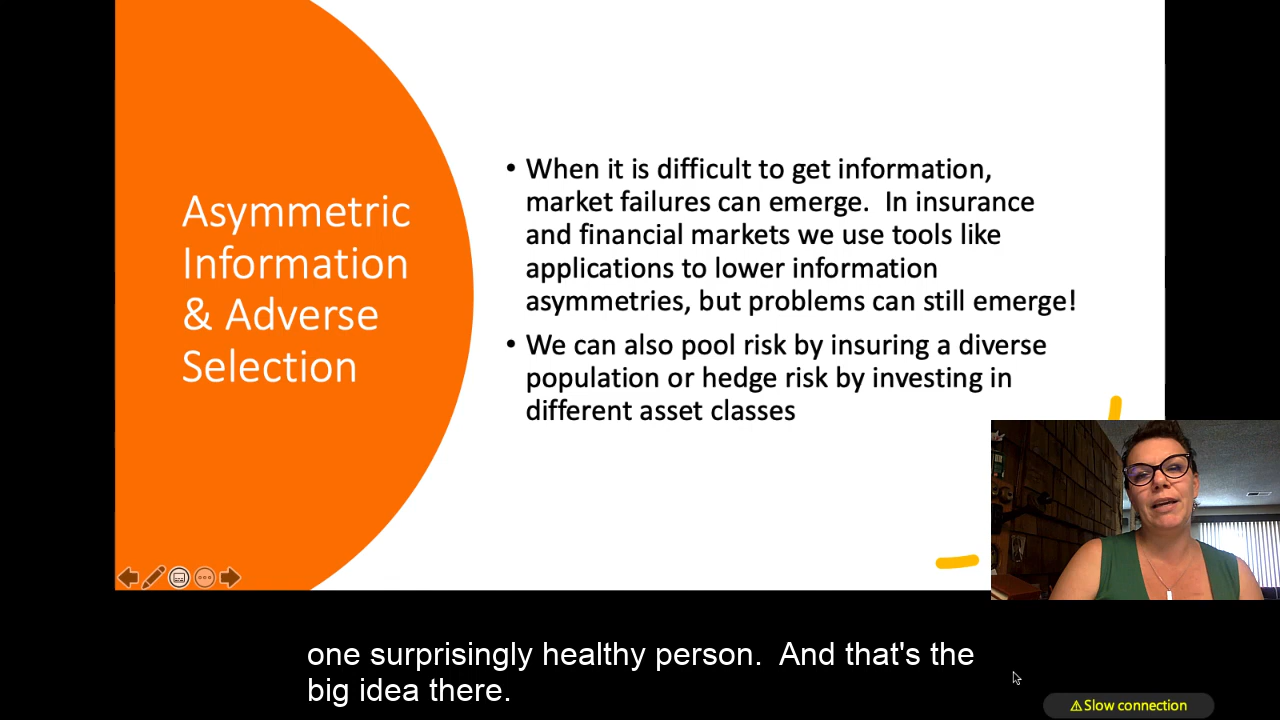 Asymmetric
Information
& Adverse
Selection
• When it is difficult to get information,
market failures can emerge.  In insurance
and financial markets we use tools like
applications to lower information
asymmetries, but problems can still emerge!
• We can also pool risk by insuring a diverse
population or hedge risk by investing in
different asset classes
one surprisingly healthy person.  And that's the
big idea there.
⚠Slow connection